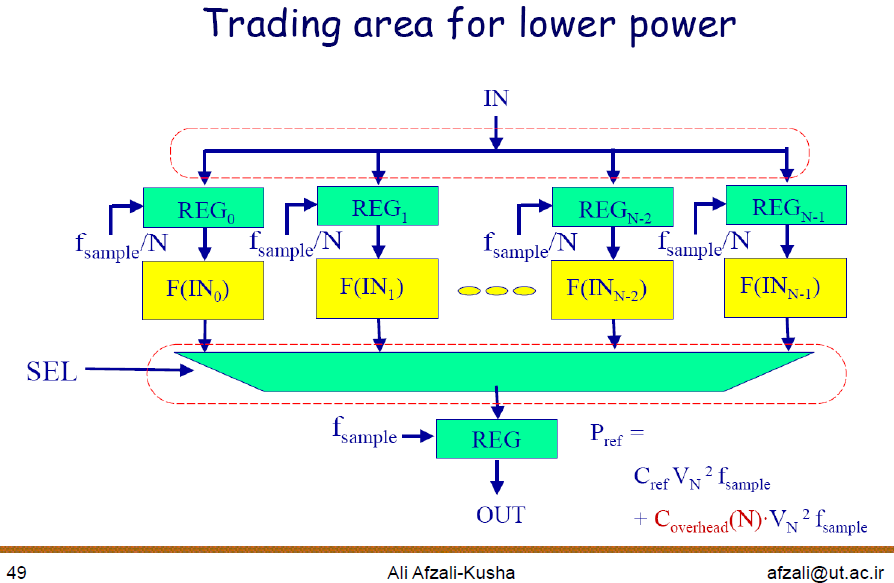 Trading area for lower power
IN
REG0 REG1 REGN-2 REGN-1
fsample/N fsample/N fsample/N fsample/N
F(IN0) F(IN1) F(INN-2) F(INN-1)
SEL
fsample REG Pref =
Cref VN 2 fsample
OUT + Coverhead(N)·VN 2 fsample
49 Ali Afzali-Kusha afzali@ut.ac.ir